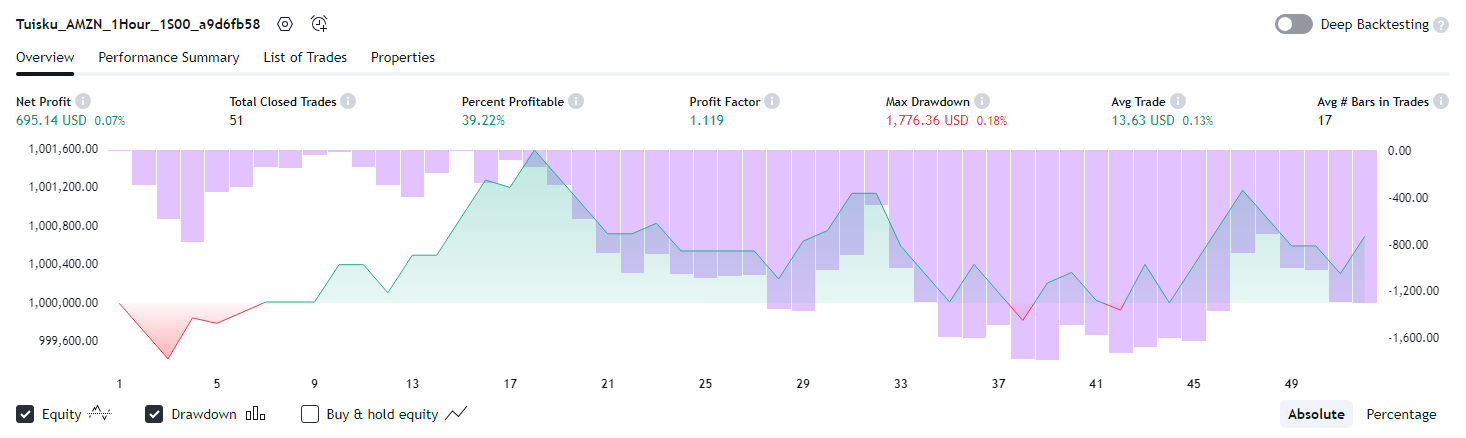 Tuisku_AMZN_1Hour_1S00_a9d6fb58
Deep Backtesting
Overview Performance Summary List of Trades Properties
Net Profit Total Closed Trades Percent Profitable Profit Factor Max Drawdown Avg Trade Avg # Bars in Trades
695.14 USD 0.07% 51 39.22% 1.119 1,776.36 USD 0.18% 13.63 USD 0.13% 17
1,001,600.00 0.00
1,001,200.00 -400.00
1,000,800.00 -800.00
1,000,400.00 -1,200.00
1,000,000.00 -1,600.00
999,600.00
1 5 9 13 17 21 25 29 33 37 41 45 49
Equity Drawdown Buy & hold equity Absolute Percentage